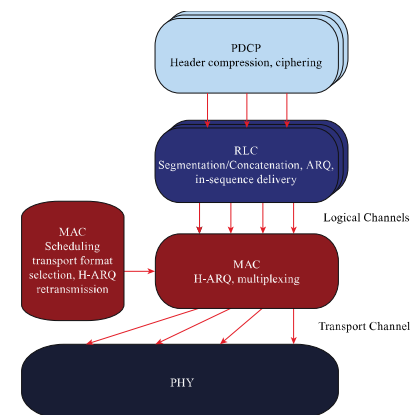 PDCP
Header compression, ciphering
RLC
Segmentation/Concatenation, ARQ,
in-sequence delivery
Logical Channels
MAC
Scheduling
transport format
selection, H-ARQ
retransmission
MAC
H-ARQ, multiplexing
Transport Channel
PHY